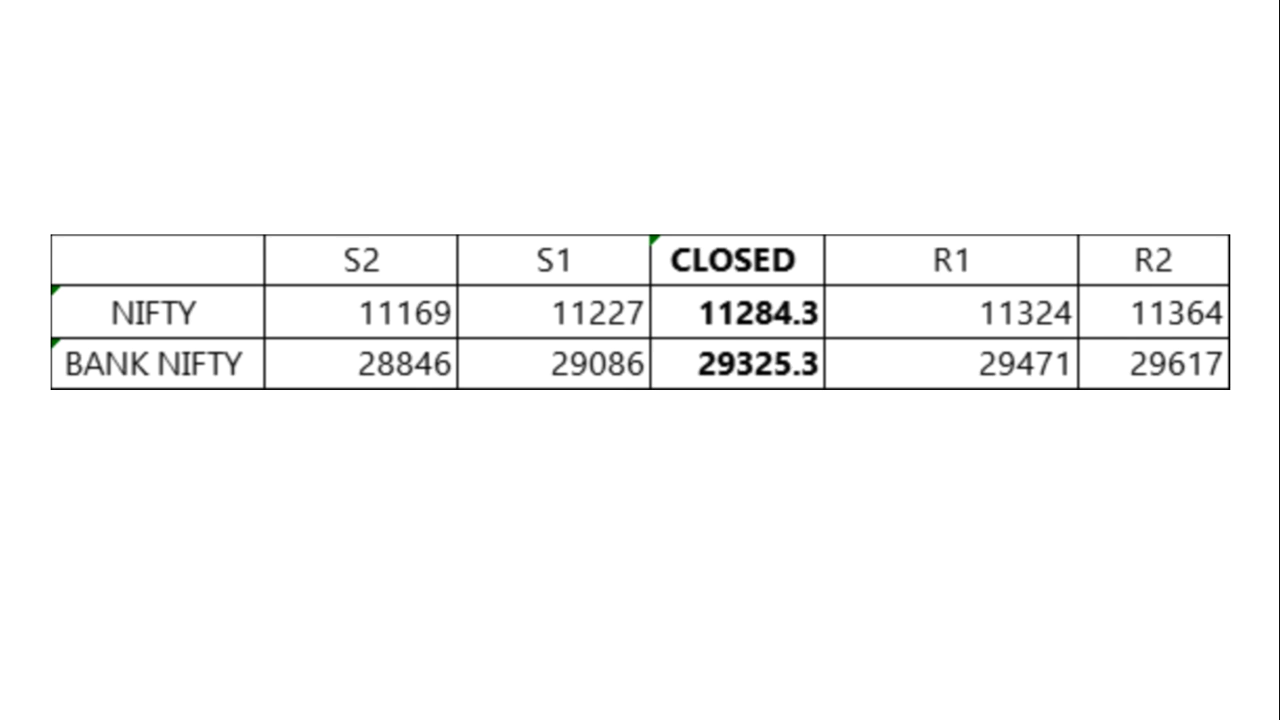 S2 S1 CLOSED R1 R2
NIFTY 11169 11227 11284.3 11324 11364
BANK NIFTY 28846 29086 29325.3 29471 29617